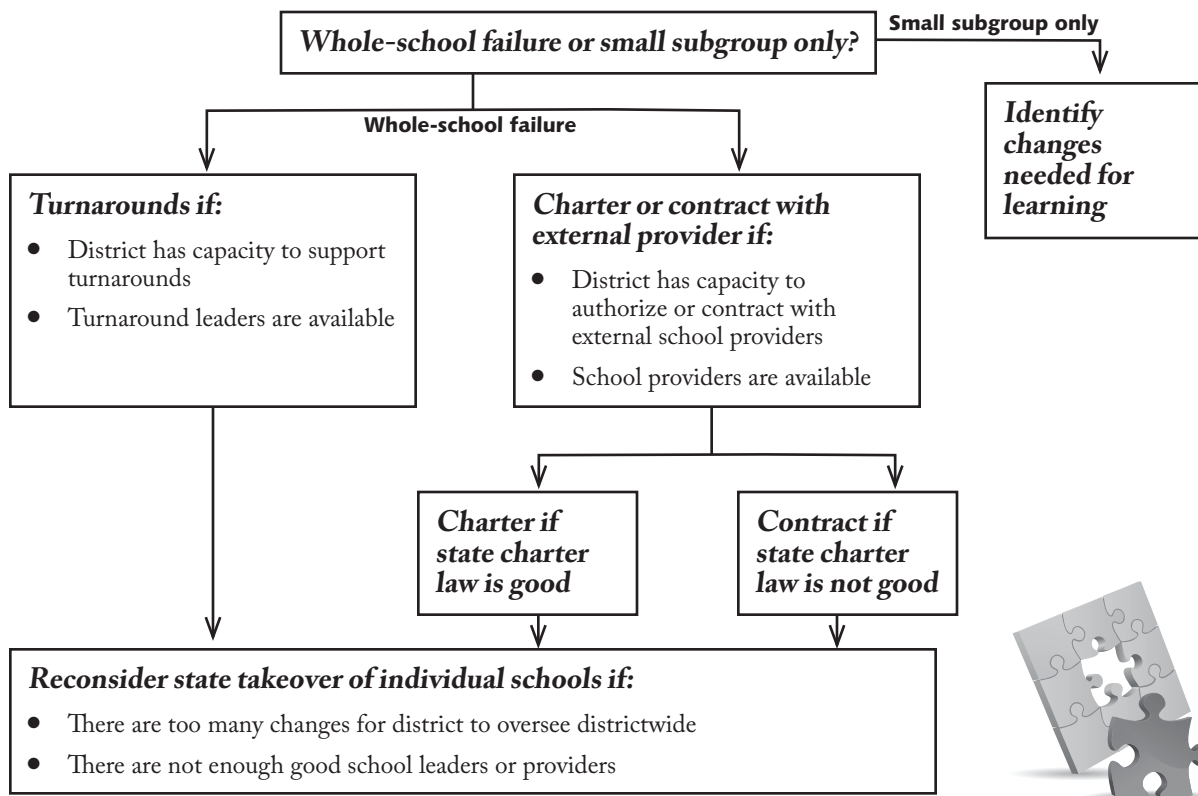 Whole-school failure or small subgroup only?
Small subgroup only
Identify
changes
needed for
learning
Whole-school failure
Turnarounds if:
• District has capacity to support
turnarounds
• Turnaround leaders are available
Charter or contract with
external provider if:
• District has capacity to
authorize or contract with
external school providers
• School providers are available
Charter if
state charter
law is good
Contract if
state charter
law is not good
Reconsider state takeover of individual schools if:
• There are too many changes for district to oversee districtwide
• There are not enough good school leaders or providers